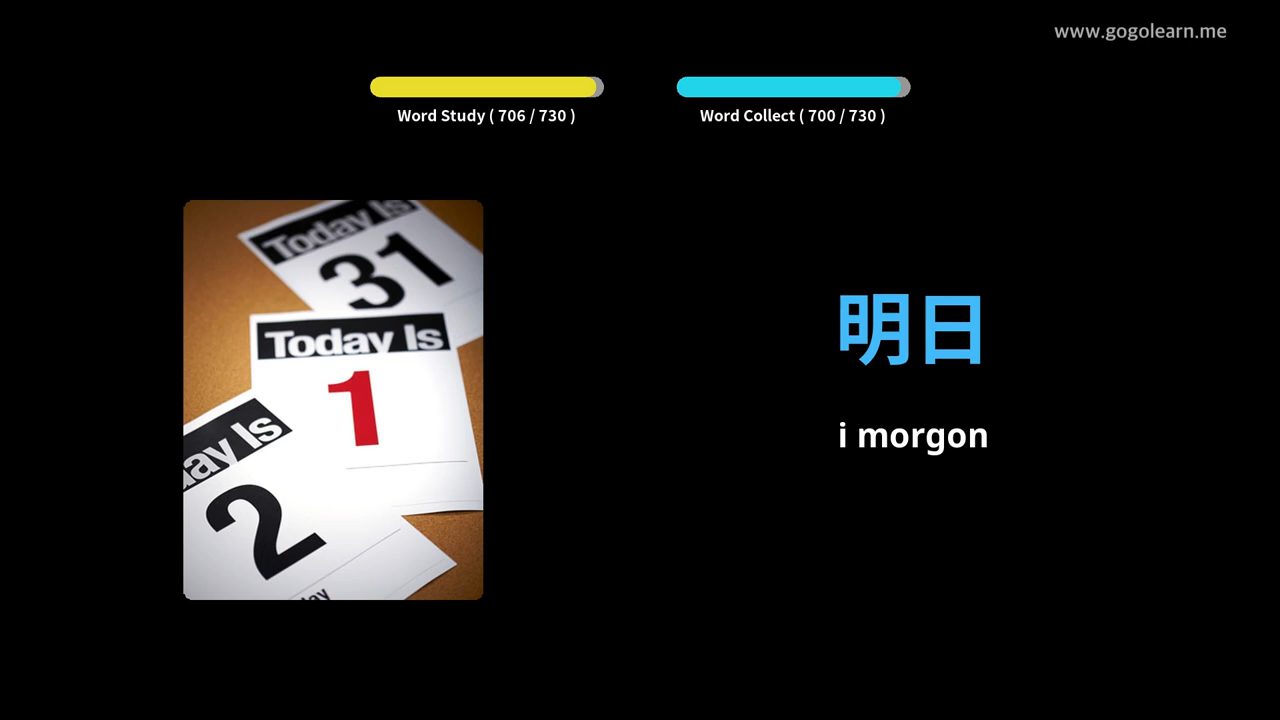 www.gogolearn.me
Word Study ( 706 / 730 )
Word Collect ( 700 / 730 )
Today Is
31
Today Is
1
ay Is
2
明日
i morgon